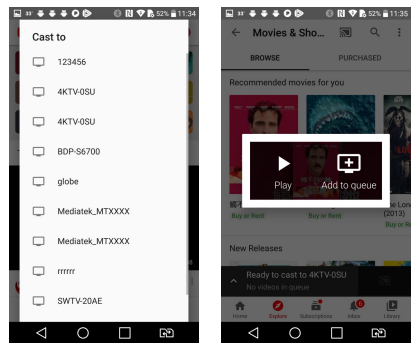 33° 52% 11:34
Cast to
123456
4KTV-0SU
4KTV-0SU
BDP-S6700
globe
Mediatek_MTXXXX
Mediatek_MTXXXX
rrrrrr
SWTV-20AE
33° 52% 11:35
Movies & Sho...
BROWSE PURCHASED
Recommended movies for you
Play Add to queue
(2013)
Buy or Rent Buy or Rent
New Releases
Ready to cast to 4KTV-0SU
No videos in queue
Home Explore Subscriptions Inbox Library